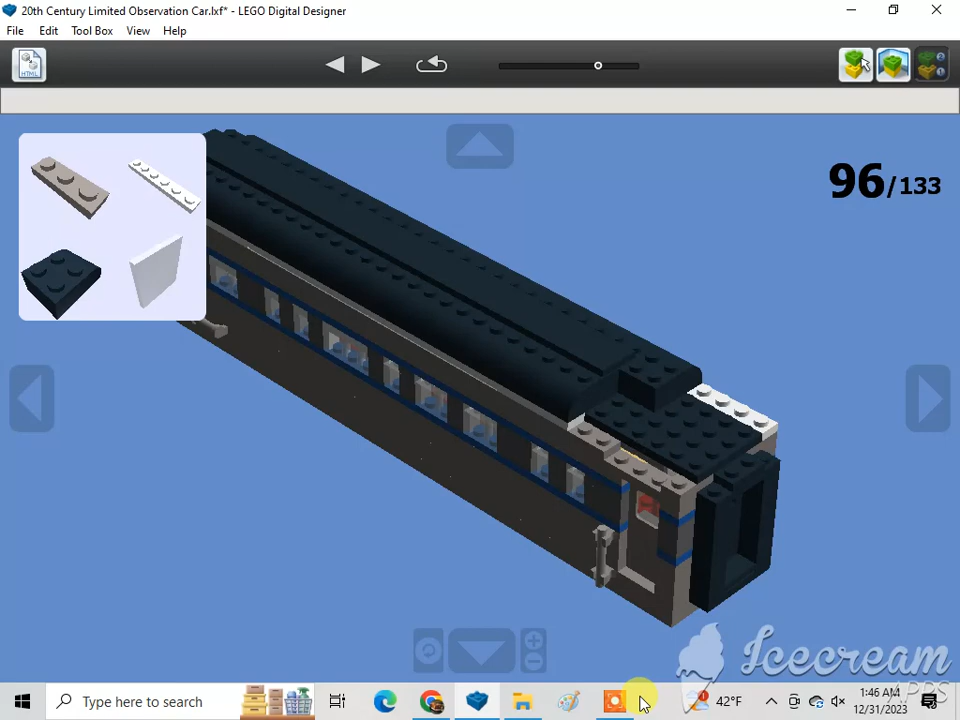 20th Century Limited Observation Car.lxf* - LEGO Digital Designer
File Edit Tool Box View Help
HTML
96/133
Icecream
APPS
Type here to search
42°F
1:46 AM
12/31/2023